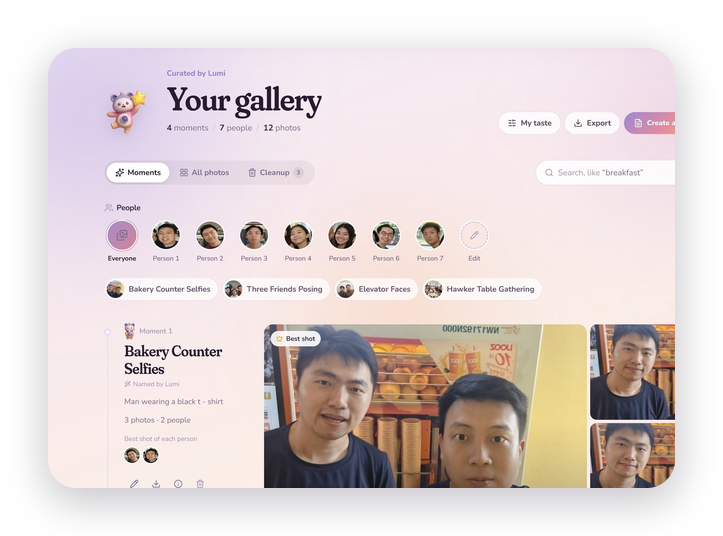 Curated by Lumi
Your gallery
4 moments / 7 people / 12 photos
My taste
Export
Create a
Moments
All photos
Cleanup 3
Search, like “breakfast”
People
Everyone
Person 1
Person 2
Person 3
Person 4
Person 5
Person 6
Person 7
Edit
Bakery Counter Selfies
Three Friends Posing
Elevator Faces
Hawker Table Gathering
Moment 1
Bakery Counter
Selfies
Named by Lumi
Man wearing a black t - shirt
3 photos · 2 people
Best shot of each person
Best shot